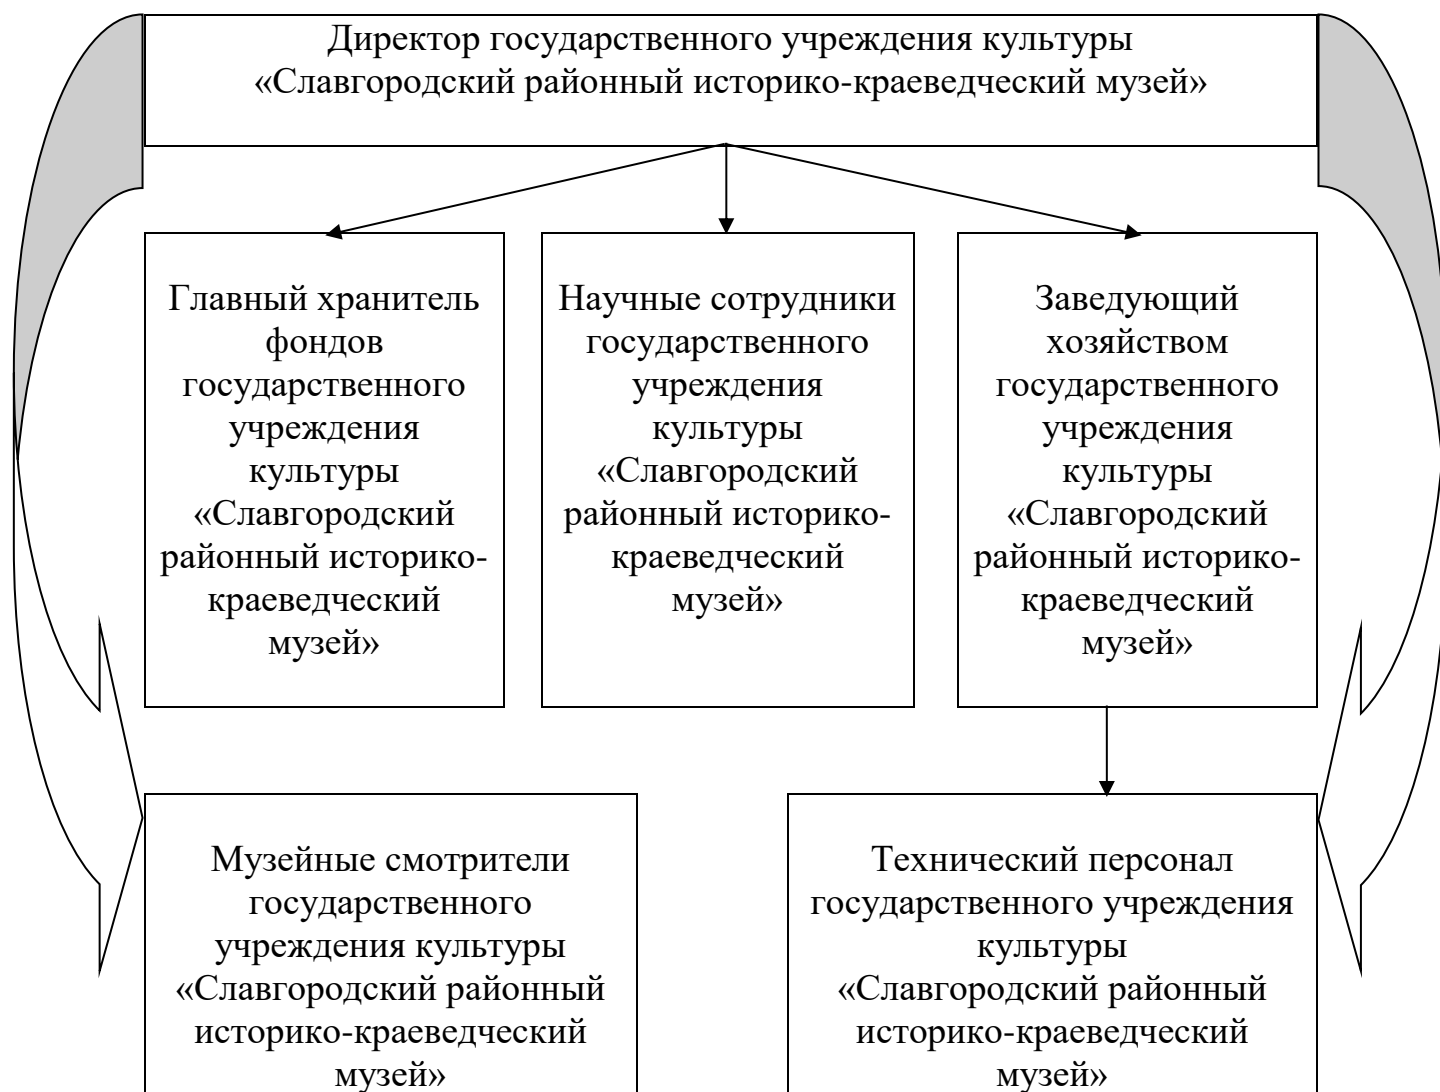 Директор государственного учреждения культуры
«Славгородский районный историко-краеведческий музей»
Главный хранитель
фондов
государственного
учреждения
культуры
«Славгородский
районный историко-
краеведческий
музей»
Научные сотрудники
государственного
учреждения
культуры
«Славгородский
районный историко-
краеведческий
музей»
Заведующий
хозяйством
государственного
учреждения
культуры
«Славгородский
районный историко-
краеведческий
музей»
Музейные смотрители
государственного
учреждения культуры
«Славгородский районный
историко-краеведческий
музей»
Технический персонал
государственного учреждения
культуры
«Славгородский районный
историко-краеведческий
музей»